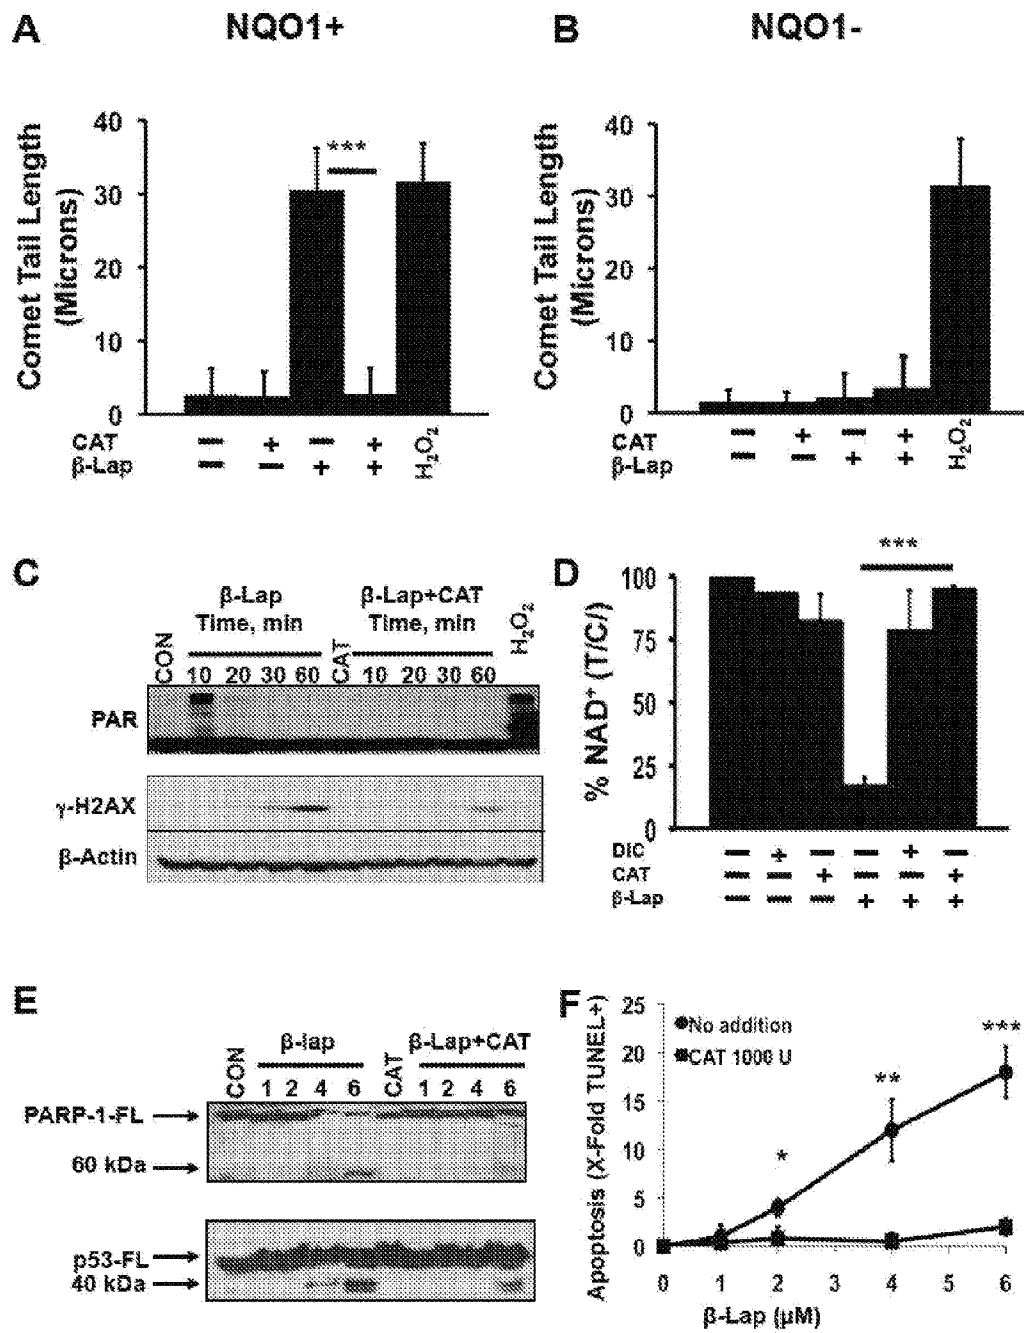 A NQO1+
Comet Tail Length
(Microns)
40
30
20
10
0
***
CAT − + − + H₂O₂
β-Lap − − + +
B NQO1-
Comet Tail Length
(Microns)
40
30
20
10
0
CAT − + − + H₂O₂
β-Lap − − + +
C
β-Lap β-Lap+CAT
Time, min Time, min
CON 10 20 30 60 CAT 10 20 30 60 H₂O₂
PAR
γ-H2AX
β-Actin
D
% NAD⁺ (T/C/)
100
75
50
25
0
***
DIC − + − − + −
CAT − − + − − +
β-Lap − − − + + +
E
β-lap β-Lap+CAT
CON 1 2 4 6 CAT 1 2 4 6
PARP-1-FL
60 kDa
p53-FL
40 kDa
F
Apoptosis (X-Fold TUNEL+)
25
20
15
10
5
0
No addition
CAT 1000 U
* ** ***
0 1 2 3 4 5 6
β-Lap (μM)